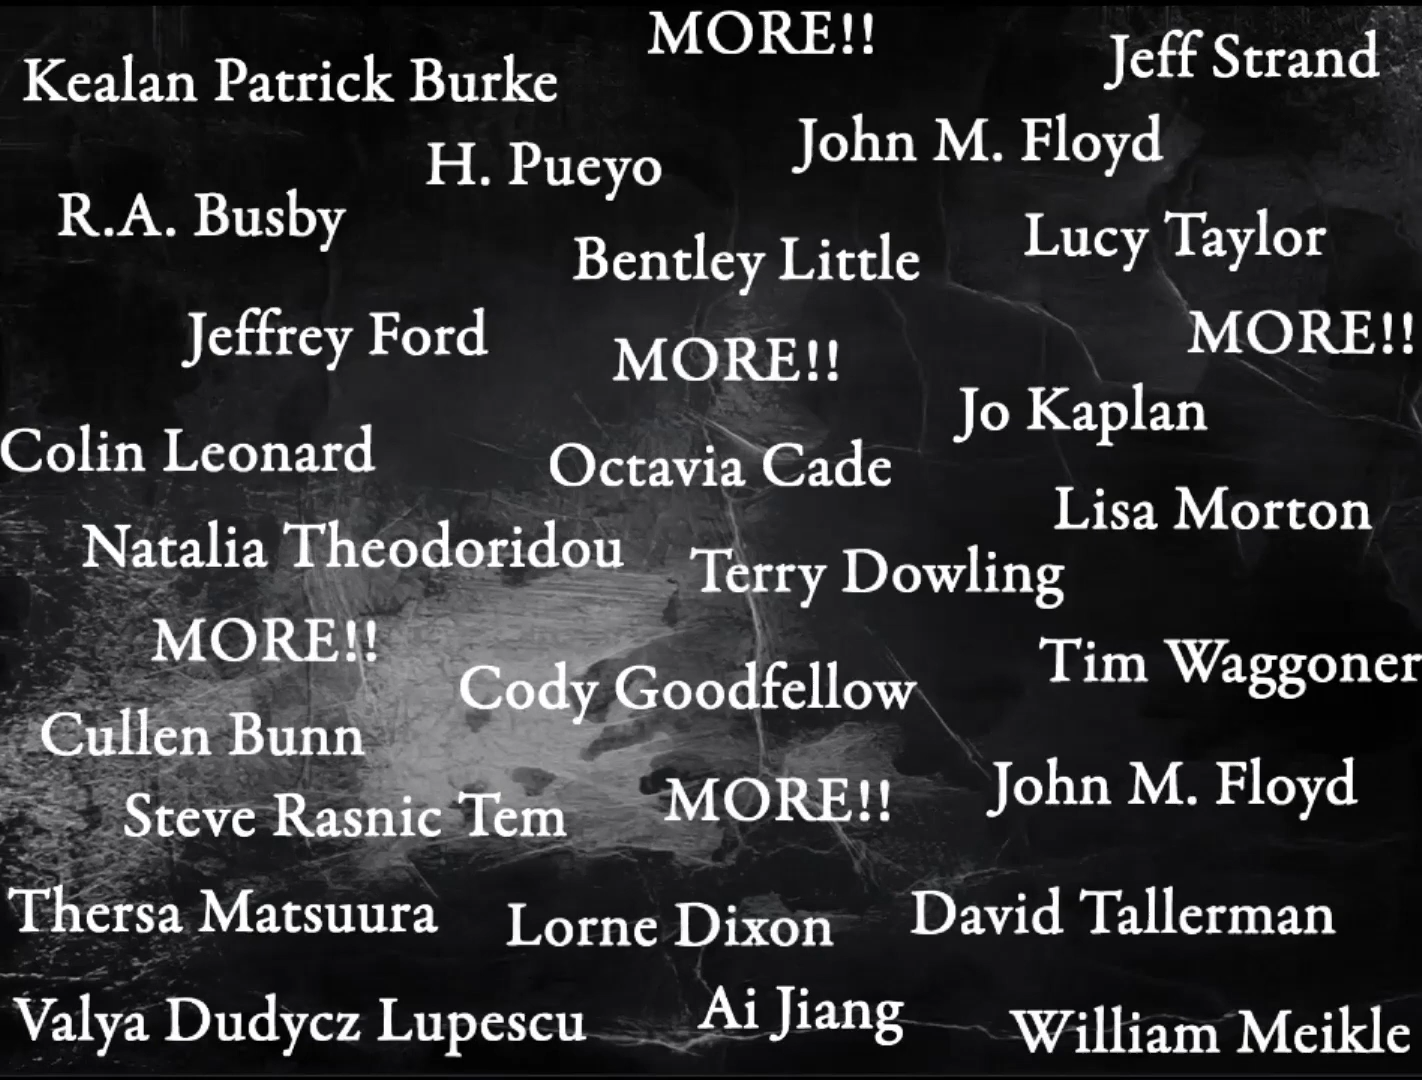 MORE!!
Jeff Strand
Kealan Patrick Burke
John M. Floyd
H. Pueyo
R.A. Busby
Lucy Taylor
Bentley Little
Jeffrey Ford
MORE!!
MORE!!
Jo Kaplan
Colin Leonard
Octavia Cade
Lisa Morton
Natalia Theodoridou
Terry Dowling
MORE!!
Tim Waggoner
Cody Goodfellow
Cullen Bunn
John M. Floyd
MORE!!
Steve Rasnic Tem
Thersa Matsuura
Lorne Dixon
David Tallerman
Valya Dudycz Lupescu
Ai Jiang
William Meikle